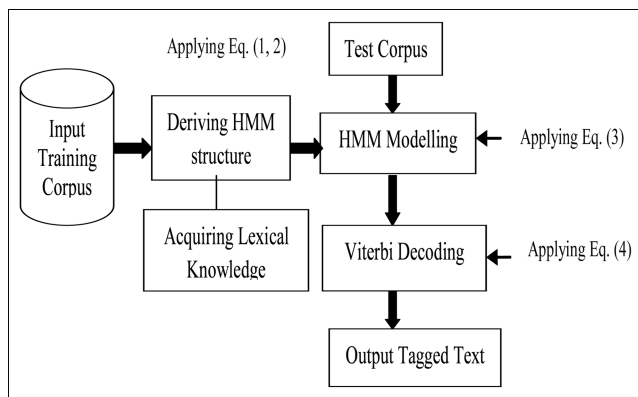 Applying Eq. (1, 2)
Test Corpus
Input
Training
Corpus
Deriving HMM
structure
HMM Modelling
Applying Eq. (3)
Acquiring Lexical
Knowledge
Viterbi Decoding
Applying Eq. (4)
Output Tagged Text